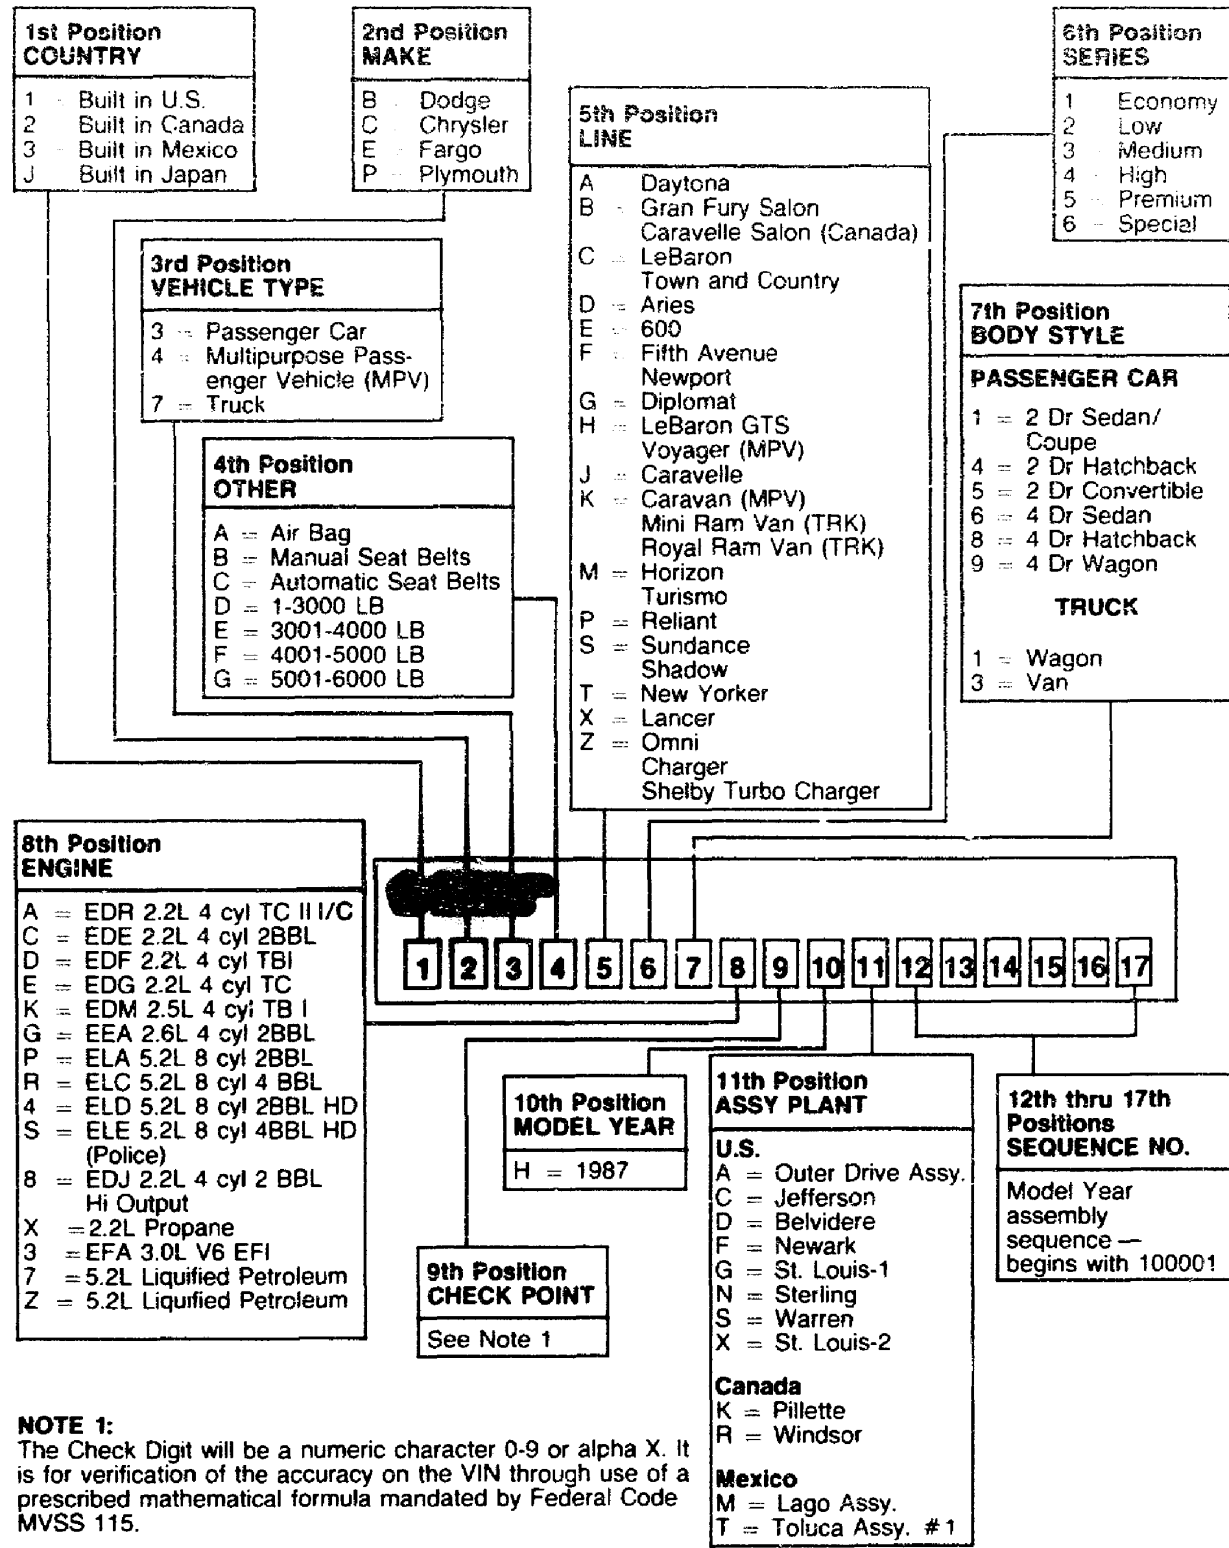 1st Position
COUNTRY
1 - Built in U.S.
2 Built in Canada
3 - Built in Mexico
J Built in Japan
2nd Position
MAKE
B Dodge
C - Chrysler
E - Fargo
P - Plymouth
3rd Position
VEHICLE TYPE
3 = Passenger Car
4 = Multipurpose Pass-
enger Vehicle (MPV)
7 = Truck
4th Position
OTHER
A = Air Bag
B = Manual Seat Belts
C = Automatic Seat Belts
D = 1-3000 LB
E = 3001-4000 LB
F = 4001-5000 LB
G = 5001-6000 LB
5th Position
LINE
A Daytona
B - Gran Fury Salon
Caravelle Salon (Canada)
C = LeBaron
Town and Country
D = Aries
E = 600
F = Fifth Avenue
Newport
G = Diplomat
H = LeBaron GTS
Voyager (MPV)
J = Caravelle
K = Caravan (MPV)
Mini Ram Van (TRK)
Royal Ram Van (TRK)
M = Horizon
Turismo
P = Reliant
S = Sundance
Shadow
T = New Yorker
X = Lancer
Z = Omni
Charger
Shelby Turbo Charger
6th Position
SERIES
1 Economy
2 Low
3 - Medium
4 - High
5 - Premium
6 - Special
7th Position
BODY STYLE
PASSENGER CAR
1 = 2 Dr Sedan/
Coupe
4 = 2 Dr Hatchback
5 = 2 Dr Convertible
6 = 4 Dr Sedan
8 = 4 Dr Hatchback
9 = 4 Dr Wagon
TRUCK
1 = Wagon
3 = Van
8th Position
ENGINE
A = EDR 2.2L 4 cyl TC II I/C
C = EDE 2.2L 4 cyl 2BBL
D = EDF 2.2L 4 cyl TBI
E = EDG 2.2L 4 cyl TC
K = EDM 2.5L 4 cyl TB I
G = EEA 2.6L 4 cyl 2BBL
P = ELA 5.2L 8 cyl 2BBL
R = ELC 5.2L 8 cyl 4 BBL
4 = ELD 5.2L 8 cyl 2BBL HD
S = ELE 5.2L 8 cyl 4BBL HD
(Police)
8 = EDJ 2.2L 4 cyl 2 BBL
Hi Output
X = 2.2L Propane
3 = EFA 3.0L V6 EFI
7 = 5.2L Liquified Petroleum
Z = 5.2L Liquified Petroleum
1 2 3 4 5 6 7 8 9 10 11 12 13 14 15 16 17
9th Position
CHECK POINT
See Note 1
10th Position
MODEL YEAR
H = 1987
11th Position
ASSY PLANT
U.S.
A = Outer Drive Assy.
C = Jefferson
D = Belvidere
F = Newark
G = St. Louis-1
N = Sterling
S = Warren
X = St. Louis-2
Canada
K = Pillette
R = Windsor
Mexico
M = Lago Assy.
T = Toluca Assy. #1
12th thru 17th
Positions
SEQUENCE NO.
Model Year
assembly
sequence —
begins with 100001
NOTE 1:
The Check Digit will be a numeric character 0-9 or alpha X. It
is for verification of the accuracy on the VIN through use of a
prescribed mathematical formula mandated by Federal Code
MVSS 115.